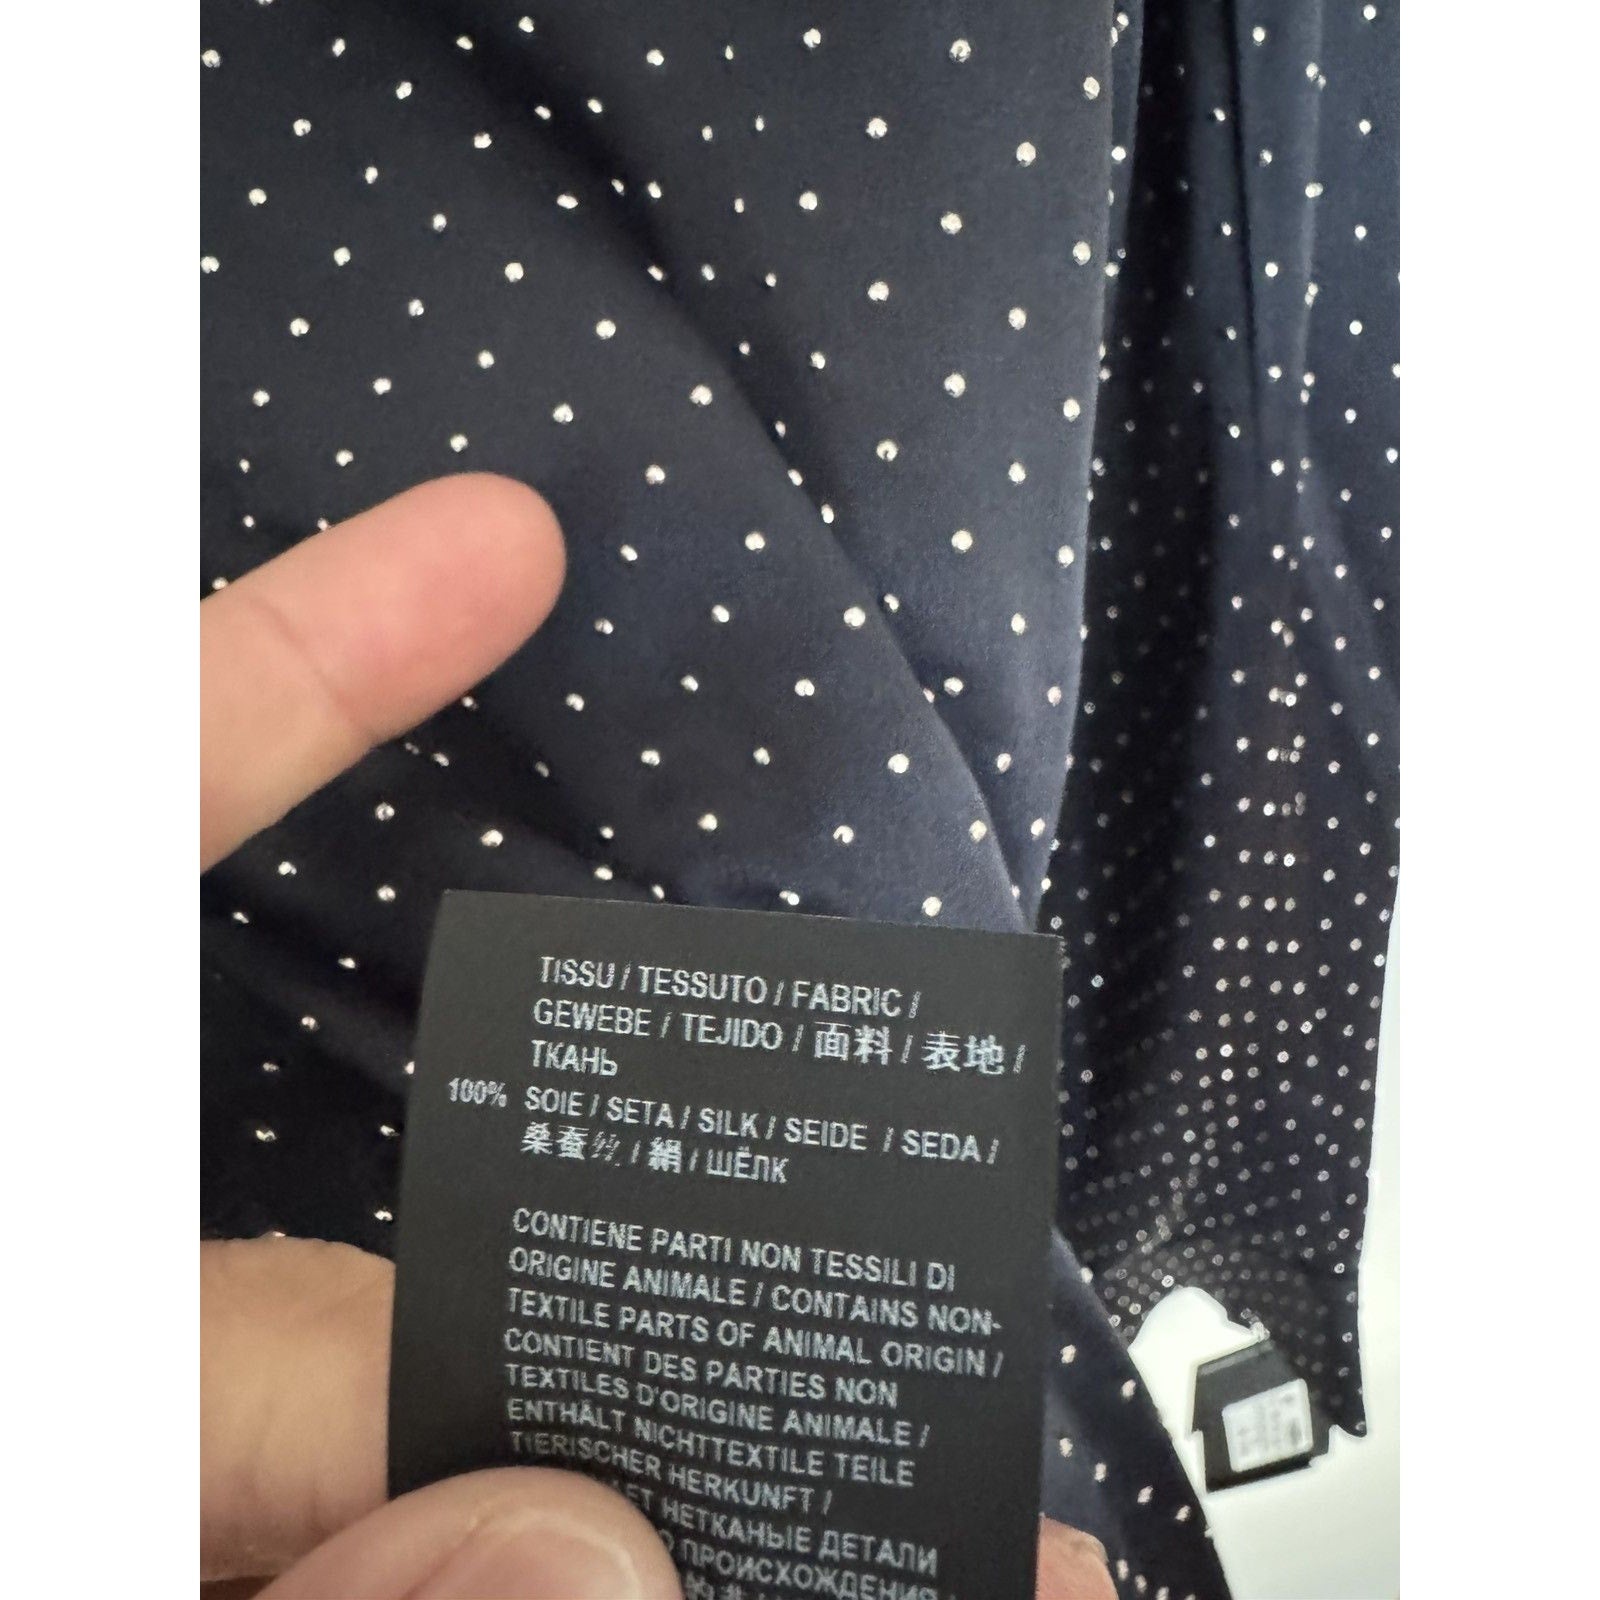 TISSU / TESSUTO / FABRIC /
GEWEBE / TEJIDO / 面料 / 表地 /
ТКАНЬ
100% SOIE / SETA / SILK / SEIDE / SEDA /
桑蚕丝 / 絹 / ШЁЛК
CONTIENE PARTI NON TESSILI DI
ORIGINE ANIMALE / CONTAINS NON-
TEXTILE PARTS OF ANIMAL ORIGIN /
CONTIENT DES PARTIES NON
TEXTILES D'ORIGINE ANIMALE /
ENTHÄLT NICHTTEXTILE TEILE
TIERISCHER HERKUNFT /
НЕТКАНЫЕ ДЕТАЛИ
ПРОИСХОЖДЕНИЯ /